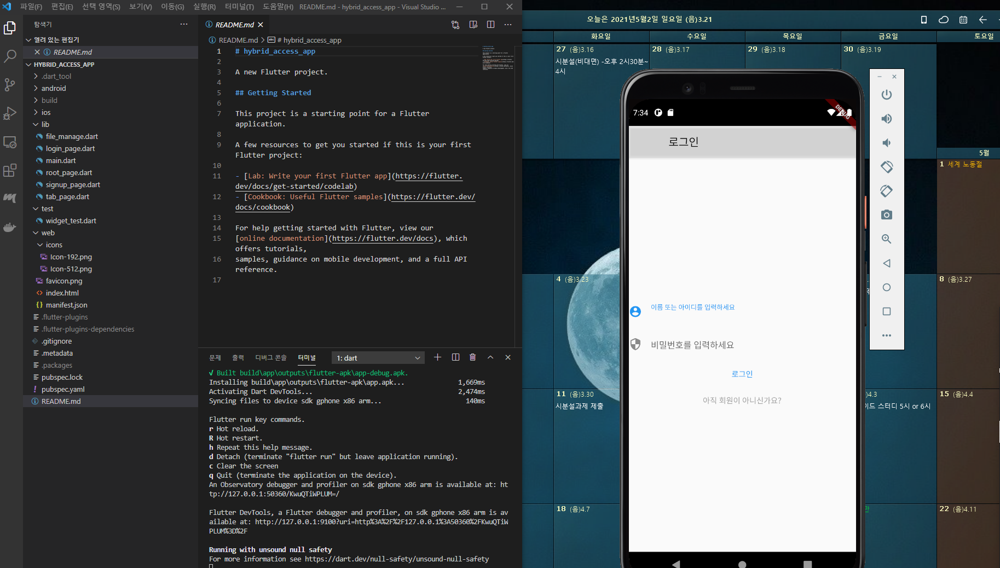 파일(F) 편집(E) 선택 영역(S) 보기(V) 이동(G) 실행(R) 터미널(T) 도움말(H) README.md - hybrid_access_app - Visual Studio ...
탐색기
열려 있는 편집기
README.md
HYBRID_ACCESS_APP
.dart_tool
android
build
ios
lib
file_manage.dart
login_page.dart
main.dart
root_page.dart
signup_page.dart
tab_page.dart
test
widget_test.dart
web
icons
Icon-192.png
Icon-512.png
favicon.png
index.html
manifest.json
.flutter-plugins
.flutter-plugins-dependencies
.gitignore
.metadata
.packages
pubspec.lock
pubspec.yaml
README.md
README.md
README.md > # hybrid_access_app
1 # hybrid_access_app
2
3 A new Flutter project.
4
5 ## Getting Started
6
7 This project is a starting point for a Flutter
application.
8
9 A few resources to get you started if this is your first
Flutter project:
10
11 - [Lab: Write your first Flutter app](https://flutter.
dev/docs/get-started/codelab)
12 - [Cookbook: Useful Flutter samples](https://flutter.dev/
docs/cookbook)
13
14 For help getting started with Flutter, view our
15 [online documentation](https://flutter.dev/docs), which
offers tutorials,
16 samples, guidance on mobile development, and a full API
reference.
17
문제 출력 디버그 콘솔 터미널 1: dart
√ Built build\app\outputs\flutter-apk\app-debug.apk.
Installing build\app\outputs\flutter-apk\app.apk... 1,669ms
Activating Dart DevTools... 2,474ms
Syncing files to device sdk gphone x86 arm... 140ms
Flutter run key commands.
r Hot reload.
R Hot restart.
h Repeat this help message.
d Detach (terminate "flutter run" but leave application running).
c Clear the screen
q Quit (terminate the application on the device).
An Observatory debugger and profiler on sdk gphone x86 arm is available at: ht
tp://127.0.0.1:50360/KwuQTiWPLUM=/
Flutter DevTools, a Flutter debugger and profiler, on sdk gphone x86 arm is av
ailable at: http://127.0.0.1:9100?uri=http%3A%2F%2F127.0.0.1%3A50360%2FKwuQTiW
PLUM%3D%2F
Running with unsound null safety
For more information see https://dart.dev/null-safety/unsound-null-safety
오늘은 2021년5월2일 일요일 (음)3.21
화요일 수요일 목요일 금요일 토요일
27 (음)3.16 28 (음)3.17 29 (음)3.18 30 (음)3.19
시분설(비대면) -오후 2시30분~
4시
5월
1 세계 노동절
4 (음)3.23
8 (음)3.27
11 (음)3.30
시분설과제 제출
4.3
이드 스터디 5시 or 6시
15 (음)4.4
18 (음)4.7
22 (음)4.11
7:34
DEBUG
로그인
이름 또는 아이디를 입력하세요
비밀번호를 입력하세요
로그인
아직 회원이 아니신가요?